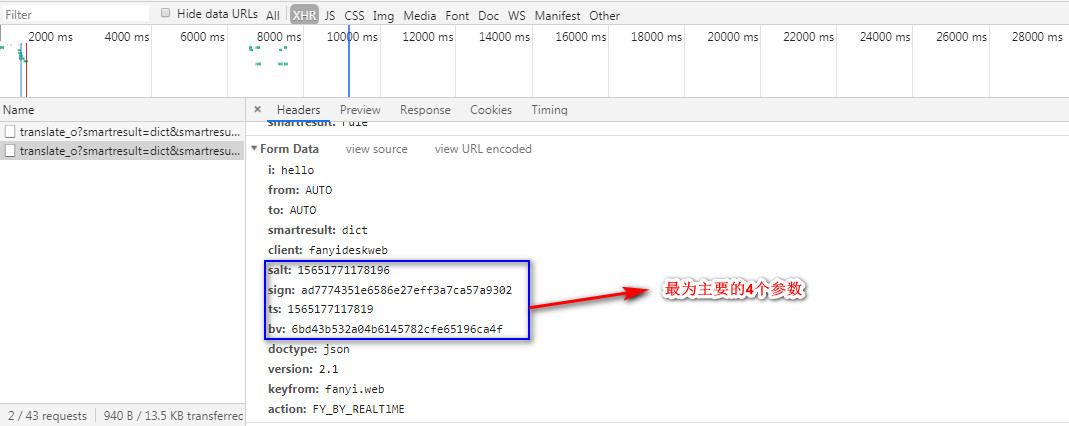 Filter
Hide data URLs All XHR JS CSS Img Media Font Doc WS Manifest Other
2000 ms 4000 ms 6000 ms 8000 ms 10000 ms 12000 ms 14000 ms 16000 ms 18000 ms 20000 ms 22000 ms 24000 ms 26000 ms 28000 ms
Name
× Headers Preview Response Cookies Timing
translate_o?smartresult=dict&smartresu...
translate_o?smartresult=dict&smartresu...
smartresult: rule
Form Data view source view URL encoded
i: hello
from: AUTO
to: AUTO
smartresult: dict
client: fanyideskweb
salt: 15651771178196
sign: ad7774351e6586e27eff3a7ca57a9302
ts: 1565177117819
bv: 6bd43b532a04b6145782cfe65196ca4f
doctype: json
version: 2.1
keyfrom: fanyi.web
action: FY_BY_REALTlME
最为主要的4个参数
2 / 43 requests 940 B / 13.5 KB transferrec